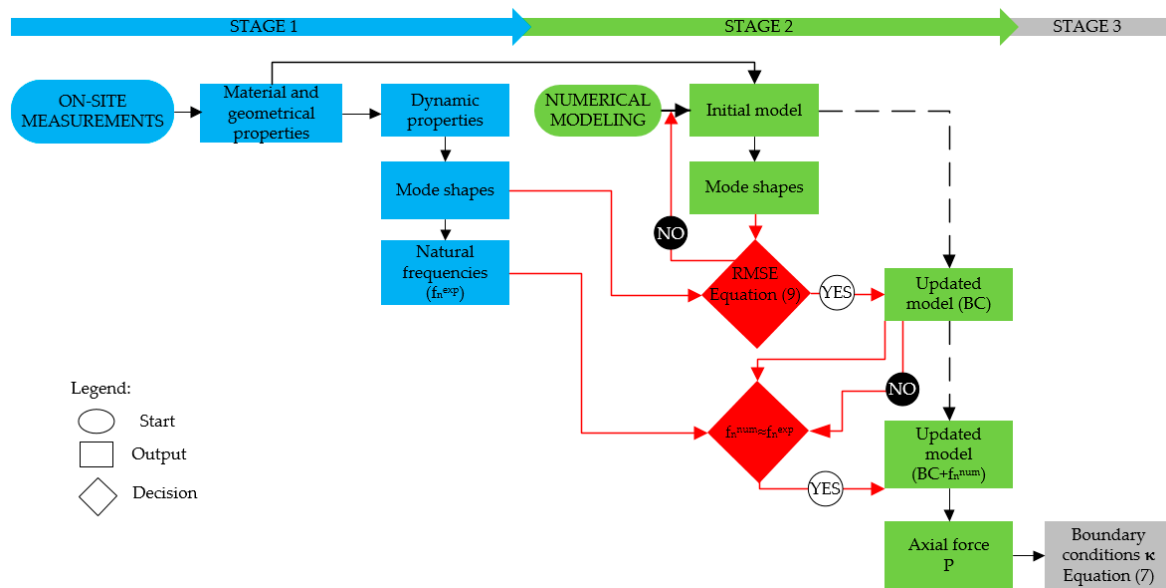 STAGE 1
STAGE 2
STAGE 3
ON-SITE
MEASUREMENTS
Material and
geometrical
properties
Dynamic
properties
NUMERICAL
MODELING
Initial model
Mode shapes
Mode shapes
NO
Natural
frequencies
(fₙᵉˣᵖ)
RMSE
Equation (9)
YES
Updated
model (BC)
NO
Legend:
Start
Output
Decision
fₙⁿᵘᵐ≈fₙᵉˣᵖ
YES
Updated
model
(BC+fₙⁿᵘᵐ)
Axial force
P
Boundary
conditions κ
Equation (7)